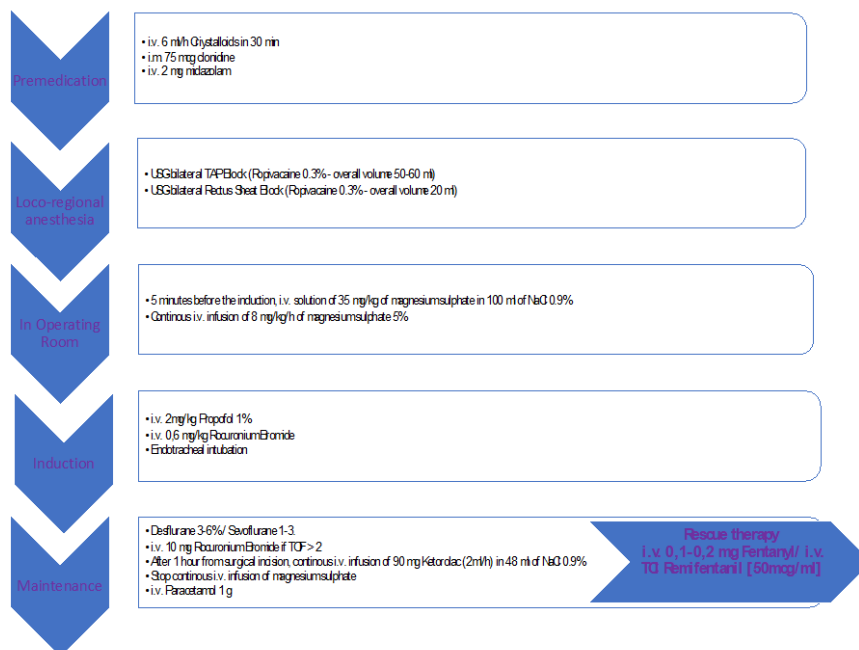 Premedication
• i.v. 6 ml/h Crystalloids in 30 min
• i.m. 75 mcg clonidine
• i.v. 2 mg midazolam
Loco-regional
anesthesia
• USG bilateral TAP Block (Ropivacaine 0.3% - overall volume 50-60 ml)
• USG bilateral Rectus Sheat Block (Ropivacaine 0.3% - overall volume 20 ml)
In Operating
Room
• 5 minutes before the induction, i.v. solution of 35 mg/kg of magnesium sulphate in 100 ml of NaCl 0.9%
• Continous i.v. infusion of 8 mg/kg/h of magnesium sulphate 5%
Induction
• i.v. 2mg/kg Propofol 1%
• i.v. 0,6 mg/kg Rocuronium Bromide
• Endotracheal intubation
Maintenance
• Desflurane 3-6% / Sevoflurane 1-3.
• i.v. 10 mg Rocuronium Bromide if TOF > 2
• After 1 hour from surgical incision, continous i.v. infusion of 90 mg Ketorolac (2ml/h) in 48 ml of NaCl 0.9%
• Stop continous i.v. infusion of magnesium sulphate
• i.v. Paracetamol 1 g
Rescue therapy
i.v. 0,1-0,2 mg Fentanyl/ i.v.
TCI Remifentanil [50mcg/ml]